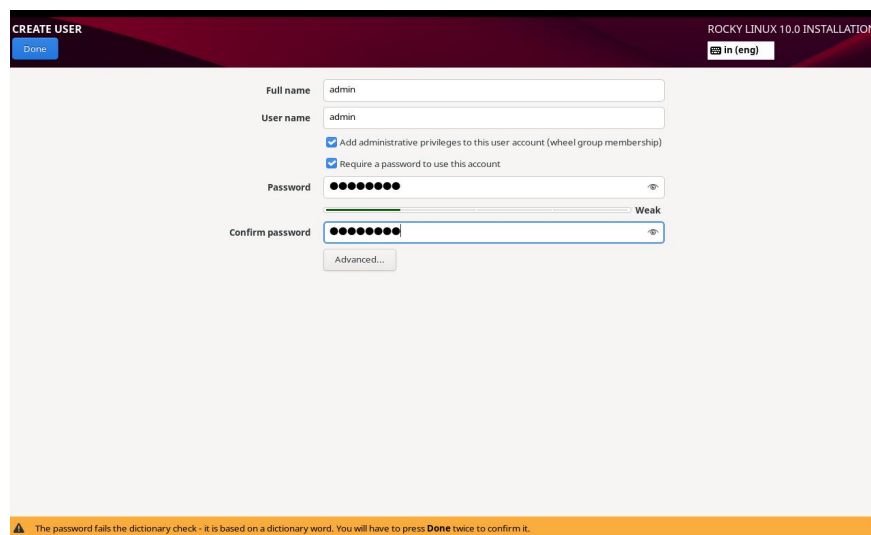 CREATE USER
ROCKY LINUX 10.0 INSTALLATION
Done
in (eng)
Full name
admin
User name
admin
Add administrative privileges to this user account (wheel group membership)
Require a password to use this account
Password
●●●●●●●●
Weak
Confirm password
●●●●●●●●
Advanced...
The password fails the dictionary check - it is based on a dictionary word. You will have to press Done twice to confirm it.